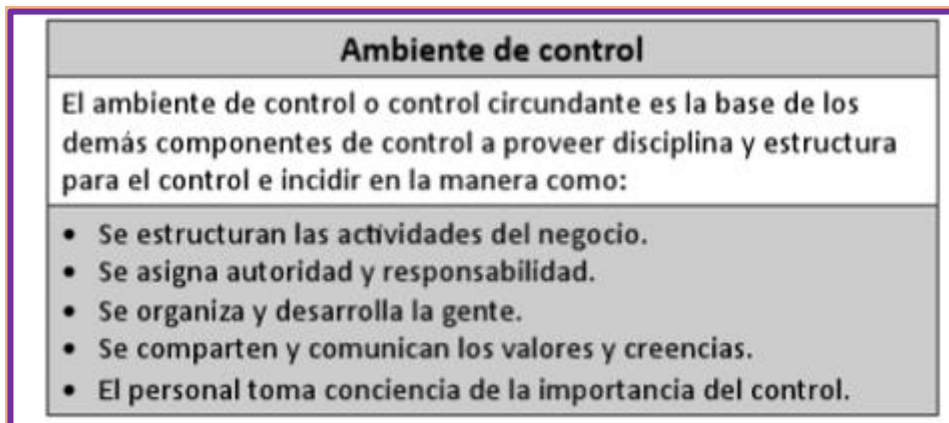 Ambiente de control
El ambiente de control o control circundante es la base de los
demás componentes de control a proveer disciplina y estructura
para el control e incidir en la manera como:
• Se estructuran las actividades del negocio.
• Se asigna autoridad y responsabilidad.
• Se organiza y desarrolla la gente.
• Se comparten y comunican los valores y creencias.
• El personal toma conciencia de la importancia del control.